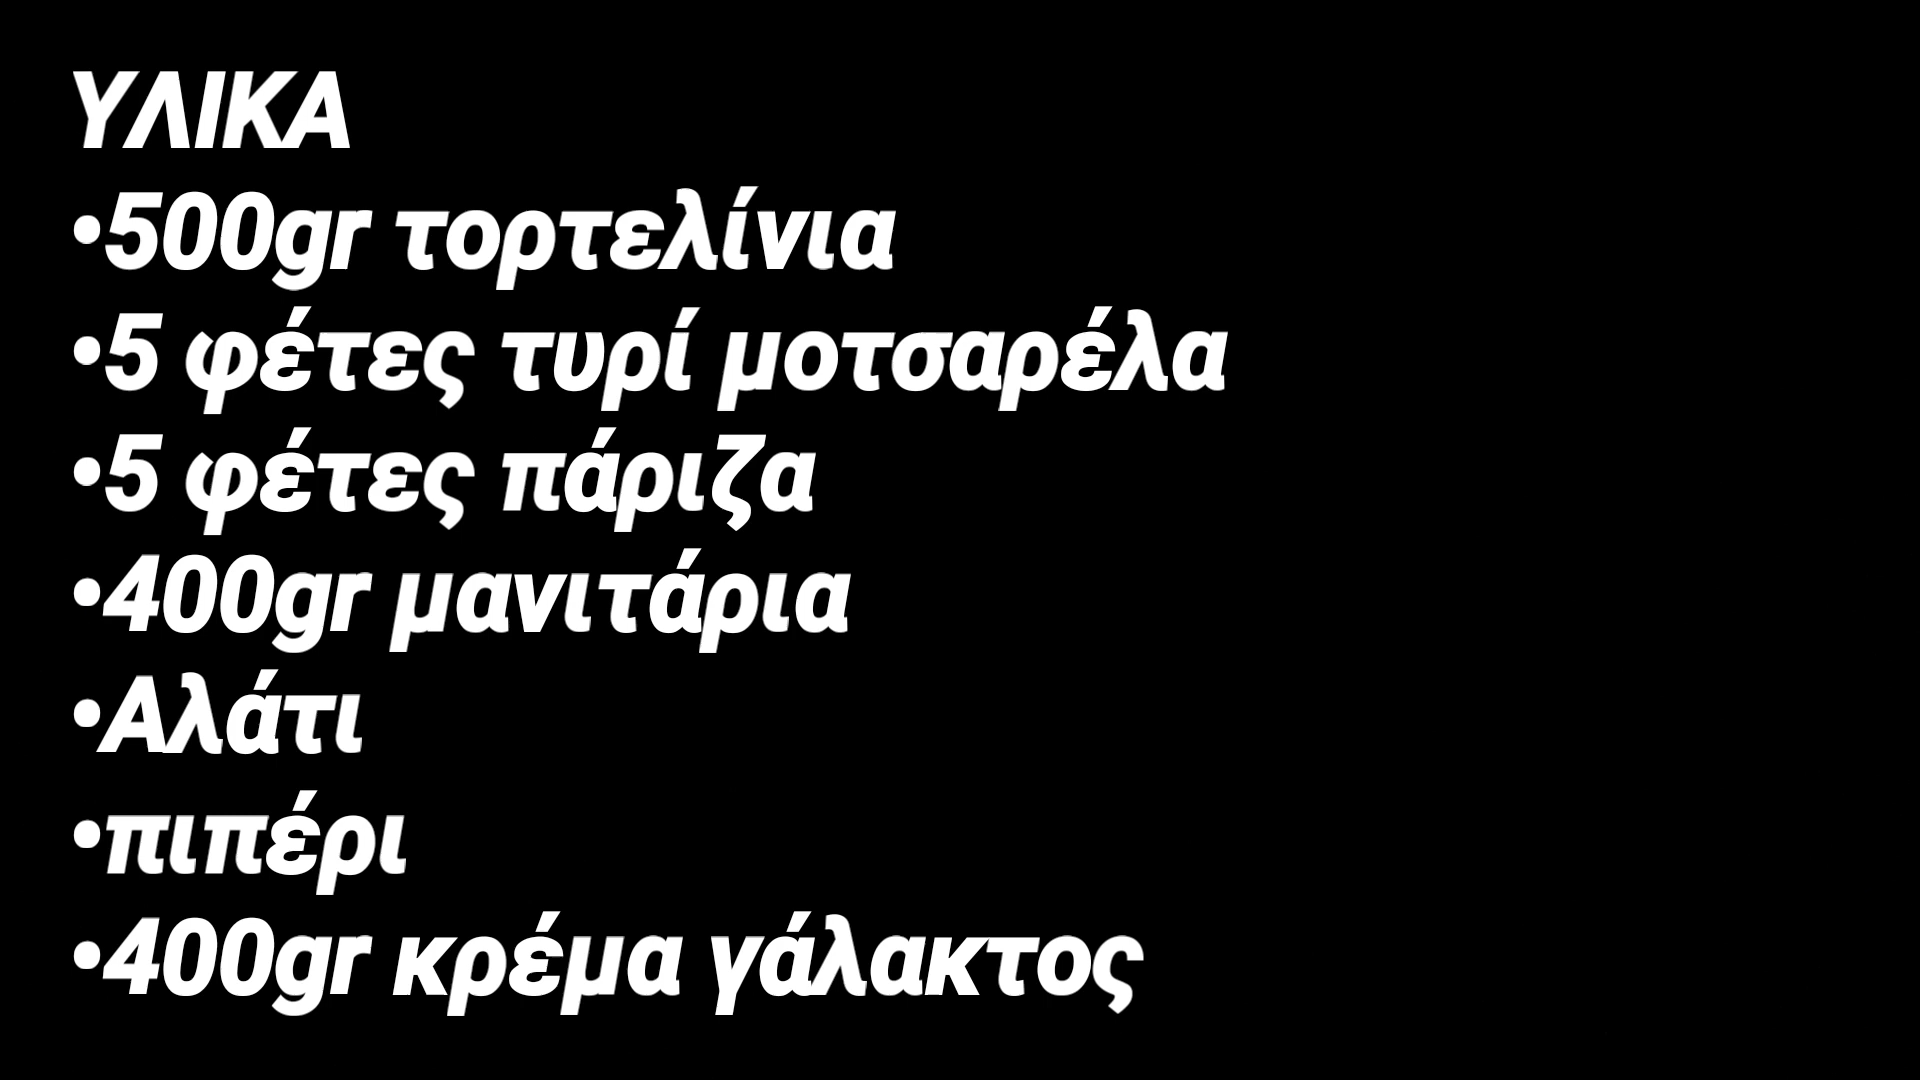 ΥΛΙΚΑ
•500gr τορτελίνια
•5 φέτες τυρί μοτσαρέλα
•5 φέτες πάριζα
•400gr μανιτάρια
•Αλάτι
•πιπέρι
•400gr κρέμα γάλακτος